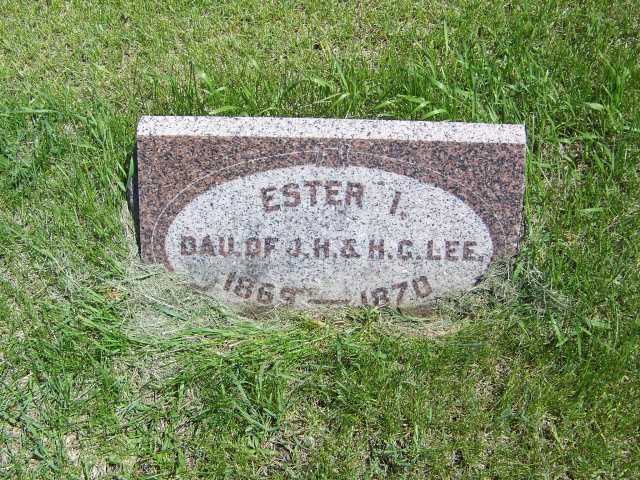 ESTER I.
DAU. OF J. H. & H. C. LEE.
1869 — 1870